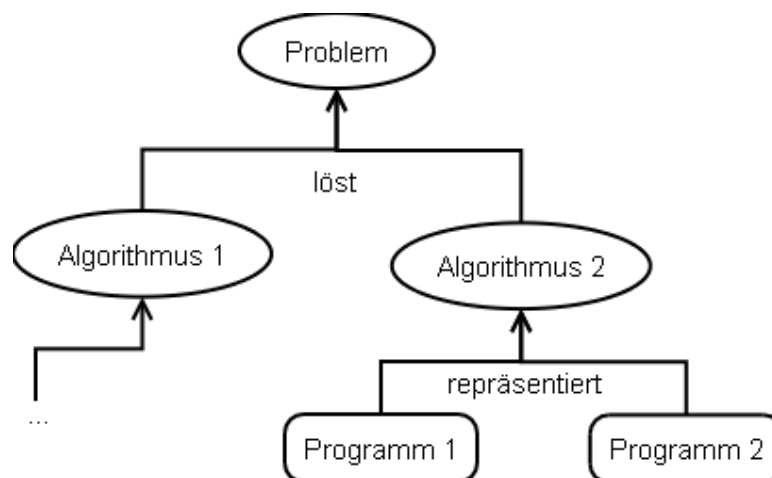 Problem
löst
Algorithmus 1
Algorithmus 2
repräsentiert
...
Programm 1
Programm 2